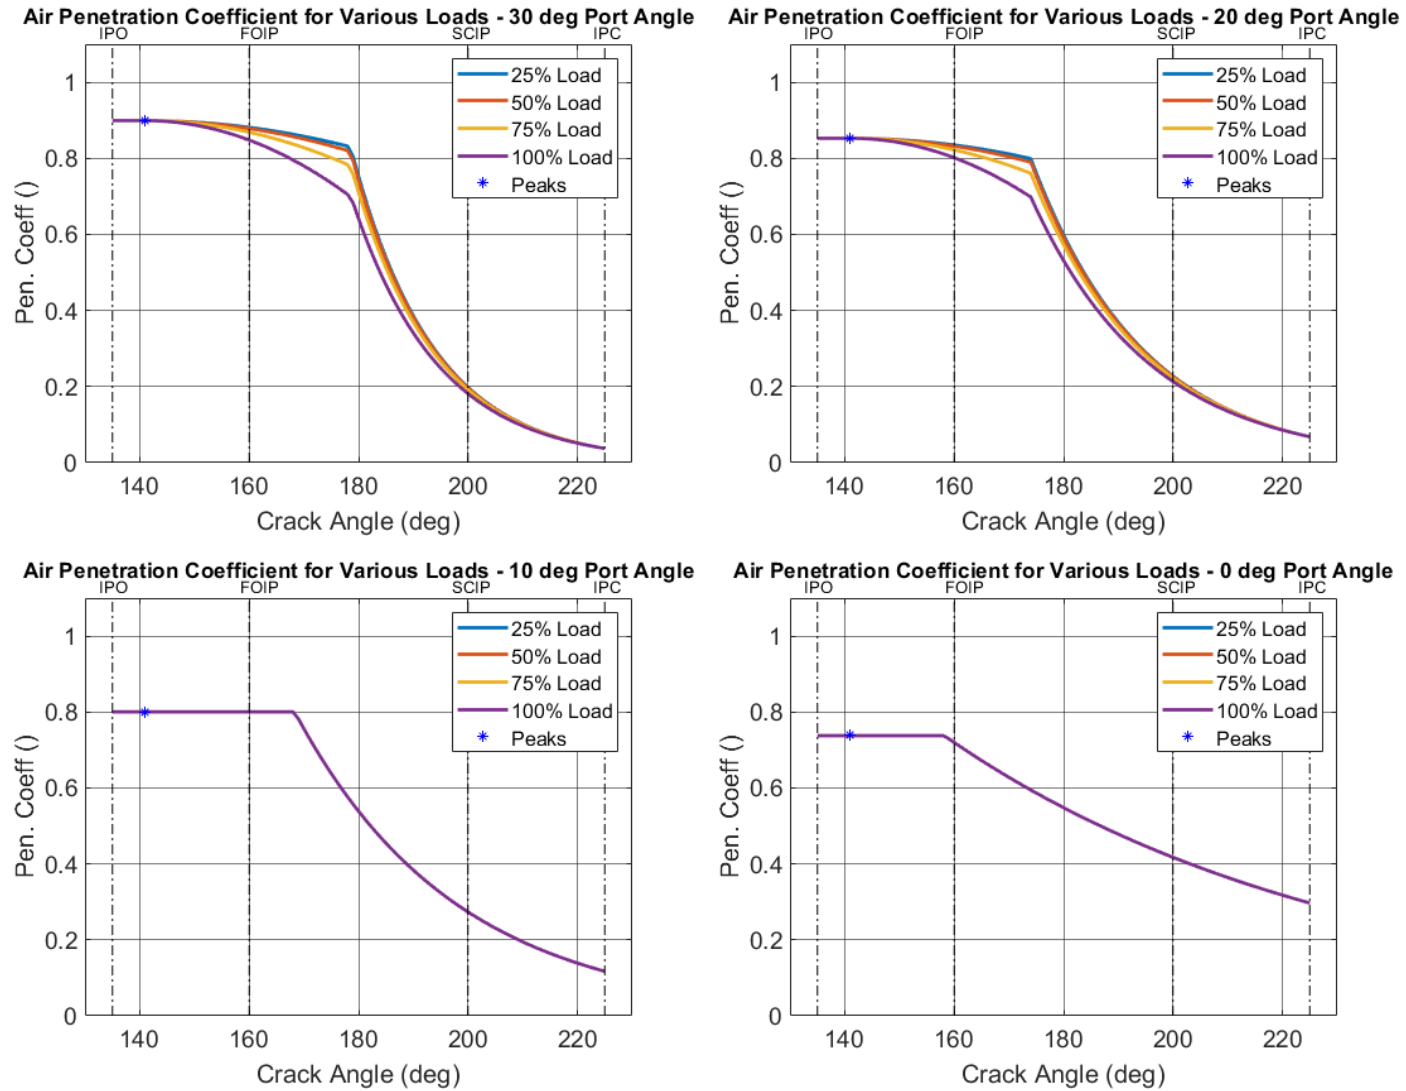 Air Penetration Coefficient for Various Loads - 30 deg Port Angle
IPO FOIP SCIP IPC
25% Load
50% Load
75% Load
100% Load
Peaks
1
0.8
0.6
0.4
0.2
0
Pen. Coeff ()
140 160 180 200 220
Crack Angle (deg)
Air Penetration Coefficient for Various Loads - 20 deg Port Angle
IPO FOIP SCIP IPC
25% Load
50% Load
75% Load
100% Load
Peaks
1
0.8
0.6
0.4
0.2
0
Pen. Coeff ()
140 160 180 200 220
Crack Angle (deg)
Air Penetration Coefficient for Various Loads - 10 deg Port Angle
IPO FOIP SCIP IPC
25% Load
50% Load
75% Load
100% Load
Peaks
1
0.8
0.6
0.4
0.2
0
Pen. Coeff ()
140 160 180 200 220
Crack Angle (deg)
Air Penetration Coefficient for Various Loads - 0 deg Port Angle
IPO FOIP SCIP IPC
25% Load
50% Load
75% Load
100% Load
Peaks
1
0.8
0.6
0.4
0.2
0
Pen. Coeff ()
140 160 180 200 220
Crack Angle (deg)